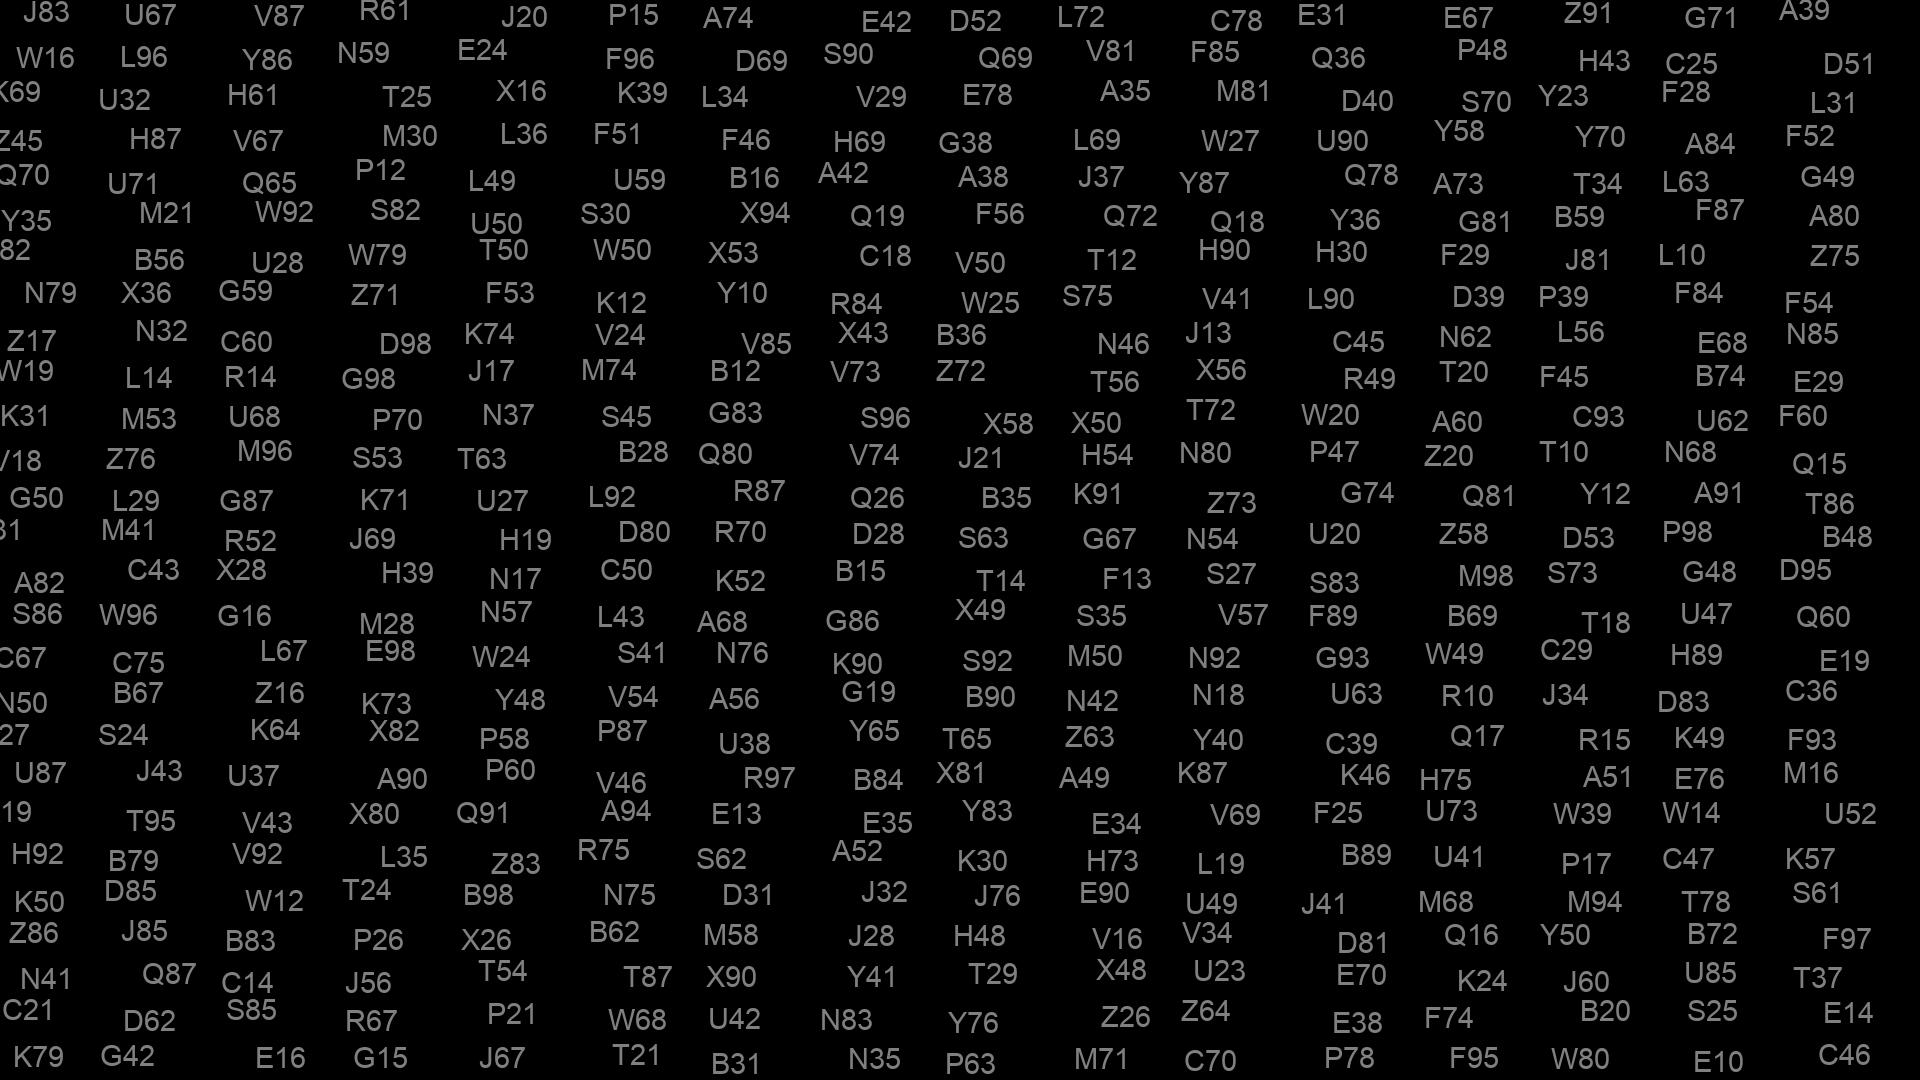 J83 U67 V87 R61 J20 P15 A74 E42 D52 L72 C78 E31 E67 Z91 G71 A39
W16 L96 Y86 N59 E24 F96 D69 S90 Q69 V81 F85 Q36 P48 H43 C25 D51
K69 U32 H61 T25 X16 K39 L34 V29 E78 A35 M81 D40 S70 Y23 F28 L31
Z45 H87 V67 M30 L36 F51 F46 H69 G38 L69 W27 U90 Y58 Y70 A84 F52
Q70 U71 Q65 P12 L49 U59 B16 A42 A38 J37 Y87 Q78 A73 T34 L63 G49
Y35 M21 W92 S82 U50 S30 X94 Q19 F56 Q72 Q18 Y36 G81 B59 F87 A80
82 B56 U28 W79 T50 W50 X53 C18 V50 T12 H90 H30 F29 J81 L10 Z75
N79 X36 G59 Z71 F53 K12 Y10 R84 W25 S75 V41 L90 D39 P39 F84 F54
Z17 N32 C60 D98 K74 V24 V85 X43 B36 N46 J13 C45 N62 L56 E68 N85
W19 L14 R14 G98 J17 M74 B12 V73 Z72 T56 X56 R49 T20 F45 B74 E29
K31 M53 U68 P70 N37 S45 G83 S96 X58 X50 T72 W20 A60 C93 U62 F60
V18 Z76 M96 S53 T63 B28 Q80 V74 J21 H54 N80 P47 Z20 T10 N68 Q15
G50 L29 G87 K71 U27 L92 R87 Q26 B35 K91 Z73 G74 Q81 Y12 A91 T86
31 M41 R52 J69 H19 D80 R70 D28 S63 G67 N54 U20 Z58 D53 P98 B48
A82 C43 X28 H39 N17 C50 K52 B15 T14 F13 S27 S83 M98 S73 G48 D95
S86 W96 G16 M28 N57 L43 A68 G86 X49 S35 V57 F89 B69 T18 U47 Q60
C67 C75 L67 E98 W24 S41 N76 K90 S92 M50 N92 G93 W49 C29 H89 E19
N50 B67 Z16 K73 Y48 V54 A56 G19 B90 N42 N18 U63 R10 J34 D83 C36
27 S24 K64 X82 P58 P87 U38 Y65 T65 Z63 Y40 C39 Q17 R15 K49 F93
U87 J43 U37 A90 P60 V46 R97 B84 X81 A49 K87 K46 H75 A51 E76 M16
19 T95 V43 X80 Q91 A94 E13 E35 Y83 E34 V69 F25 U73 W39 W14 U52
H92 B79 V92 L35 Z83 R75 S62 A52 K30 H73 L19 B89 U41 P17 C47 K57
K50 D85 W12 T24 B98 N75 D31 J32 J76 E90 U49 J41 M68 M94 T78 S61
Z86 J85 B83 P26 X26 B62 M58 J28 H48 V16 V34 D81 Q16 Y50 B72 F97
N41 Q87 C14 J56 T54 T87 X90 Y41 T29 X48 U23 E70 K24 J60 U85 T37
C21 D62 S85 R67 P21 W68 U42 N83 Y76 Z26 Z64 E38 F74 B20 S25 E14
K79 G42 E16 G15 J67 T21 B31 N35 P63 M71 C70 P78 F95 W80 E10 C46